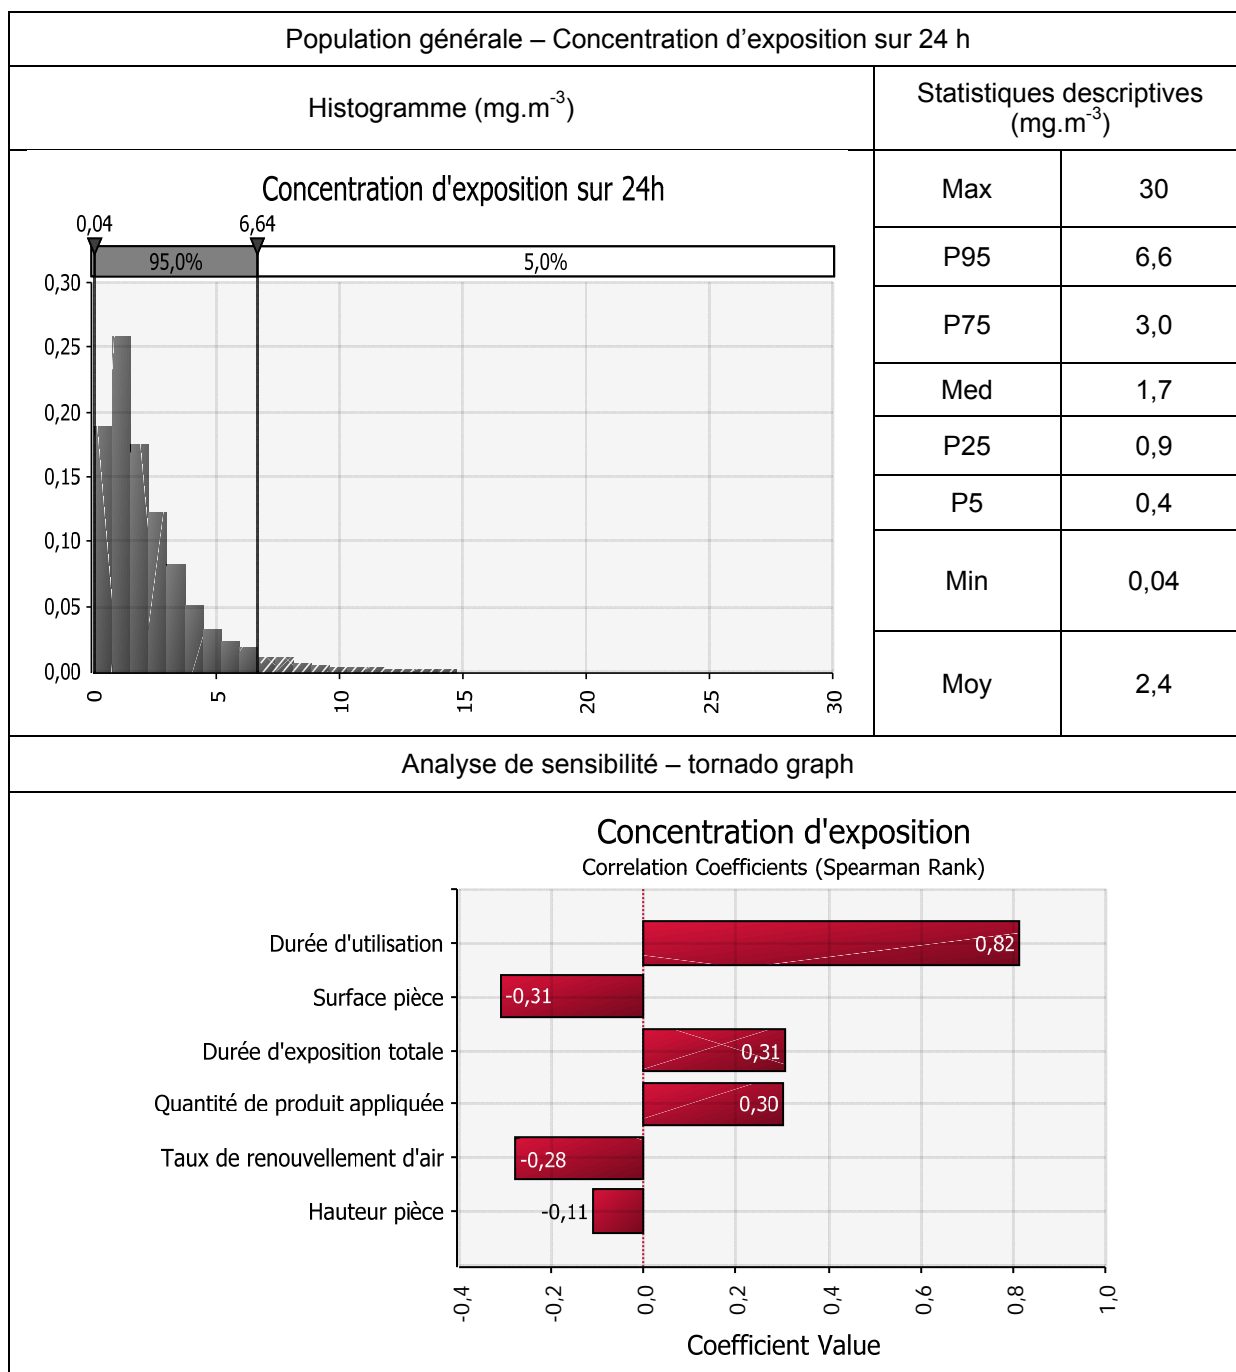 Population générale – Concentration d'exposition sur 24 h
Histogramme (mg.m-3)
Statistiques descriptives
(mg.m-3)
Concentration d'exposition sur 24h
0,04
6,64
95,0%
5,0%
0,30
0,25
0,20
0,15
0,10
0,05
0,00
0
5
10
15
20
25
30
Max 30
P95 6,6
P75 3,0
Med 1,7
P25 0,9
P5 0,4
Min 0,04
Moy 2,4
Analyse de sensibilité – tornado graph
Concentration d'exposition
Correlation Coefficients (Spearman Rank)
Durée d'utilisation 0,82
Surface pièce -0,31
Durée d'exposition totale 0,31
Quantité de produit appliquée 0,30
Taux de renouvellement d'air -0,28
Hauteur pièce -0,11
-0,4
-0,2
0,0
0,2
0,4
0,6
0,8
1,0
Coefficient Value